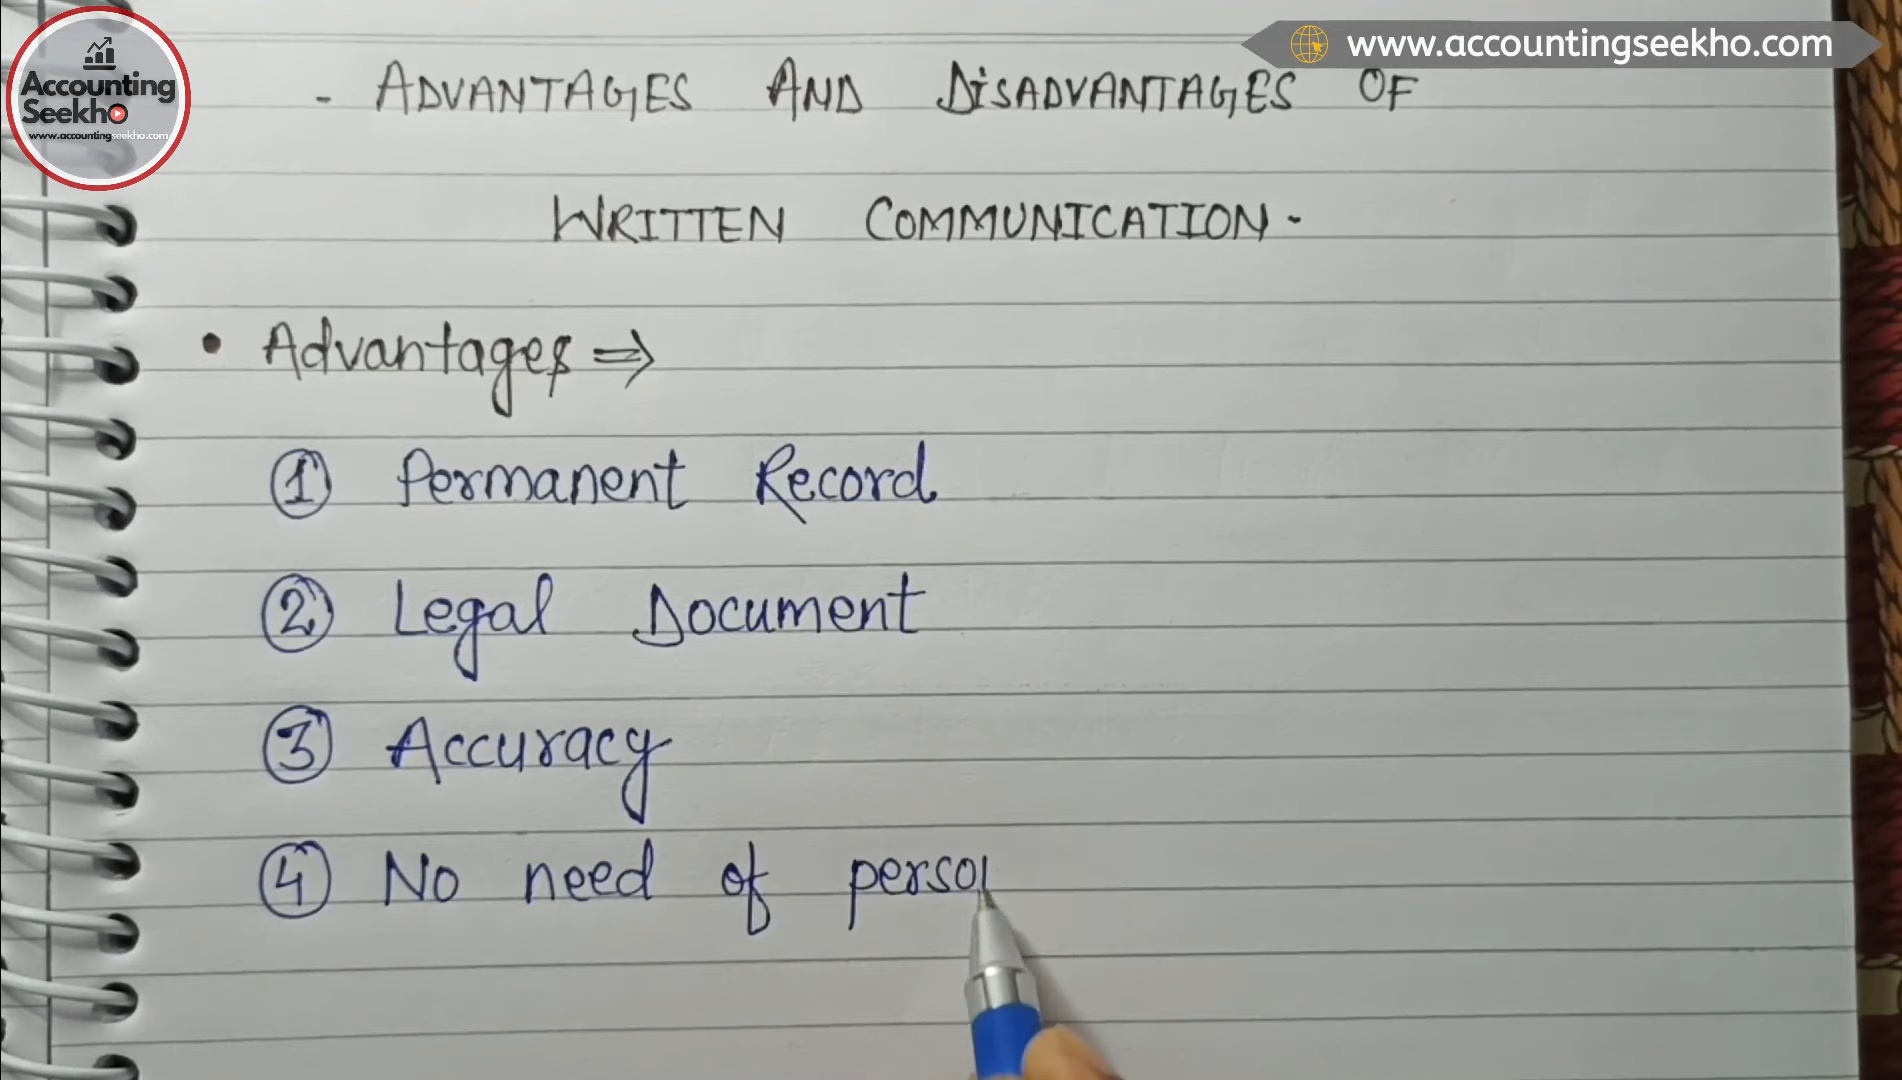 Accounting
Seekho
www.accountingseekho.com
www.accountingseekho.com
- ADVANTAGES AND DISADVANTAGES OF
WRITTEN COMMUNICATION -
• Advantages ⇒
① Permanent Record
② Legal Document
③ Accuracy
④ No need of perso